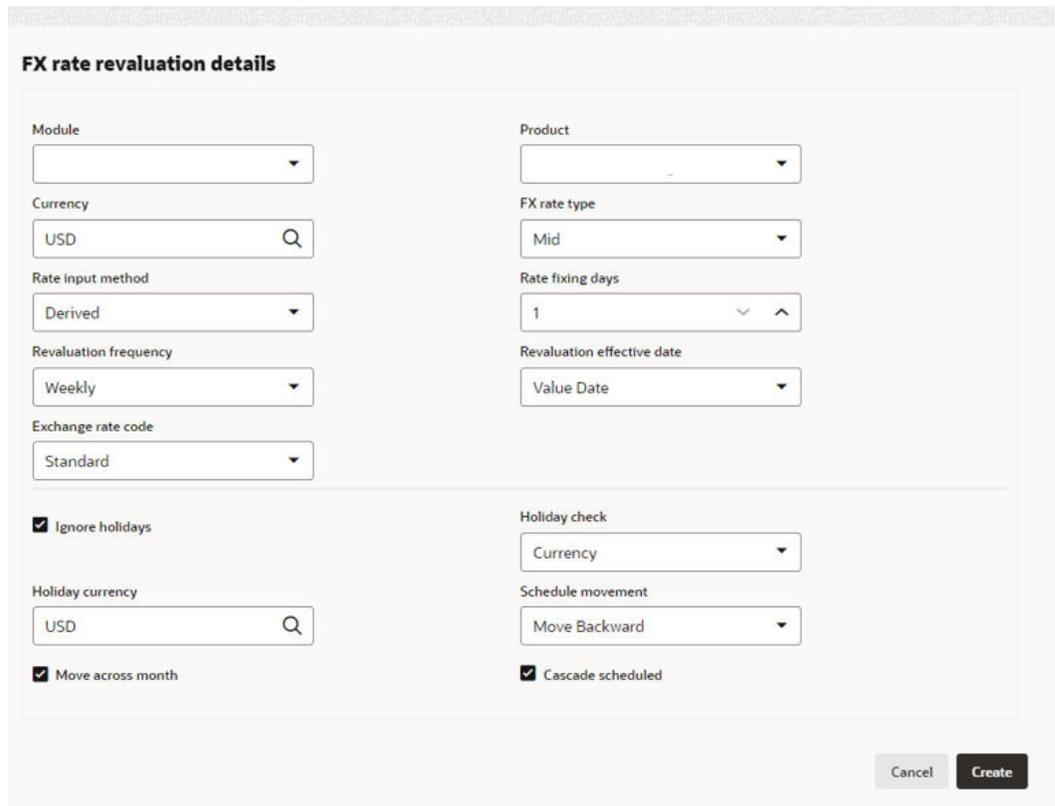 FX rate revaluation details
Module
Product
Currency
FX rate type
USD
Mid
Rate input method
Rate fixing days
Derived
1
Revaluation frequency
Revaluation effective date
Weekly
Value Date
Exchange rate code
Standard
Ignore holidays
Holiday check
Currency
Holiday currency
Schedule movement
USD
Move Backward
Move across month
Cascade scheduled
Cancel
Create